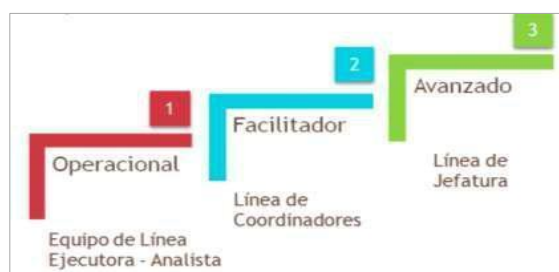 1
Operacional
Equipo de Línea
Ejecutora - Analista
2
Facilitador
Línea de
Coordinadores
3
Avanzado
Línea de
Jefatura